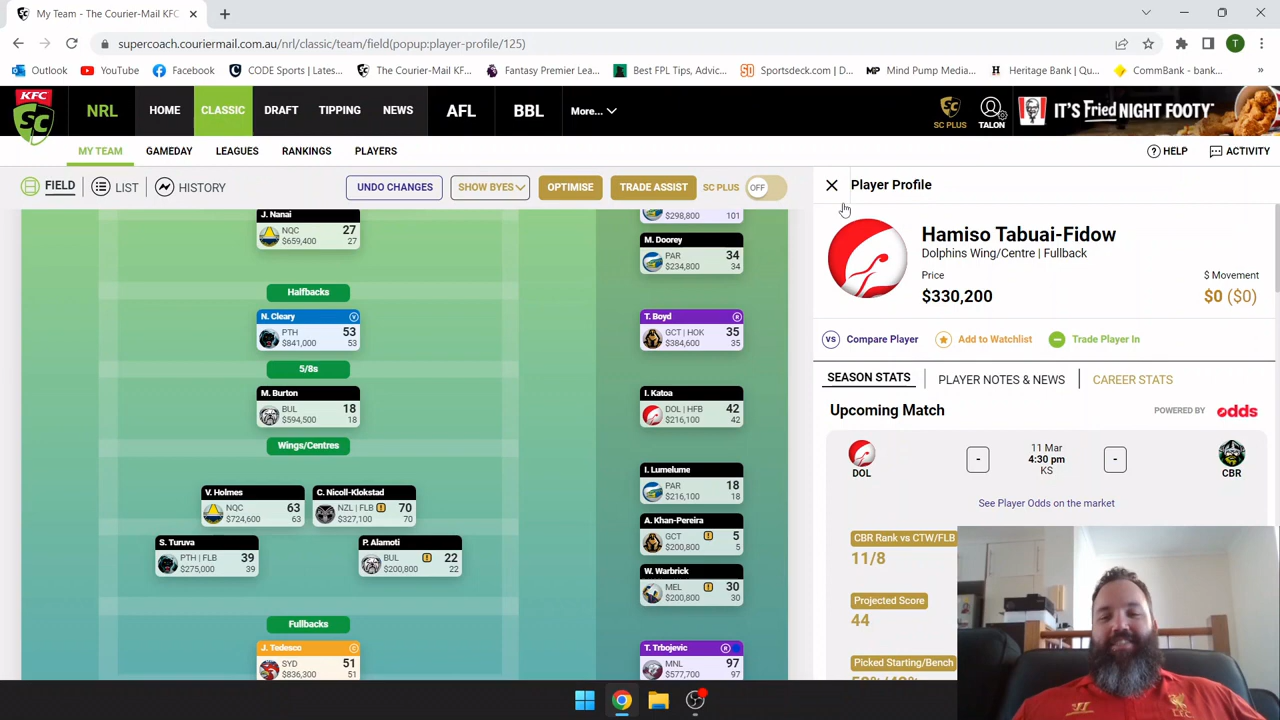 My Team - The Courier-Mail KFC
supercoach.couriermail.com.au/nrl/classic/team/field(popup:player-profile/125)
T
Outlook YouTube Facebook CODE Sports | Lates... The Courier-Mail KF... Fantasy Premier Lea... Best FPL Tips, Advic... Sportsdeck.com | D... Mind Pump Media... Heritage Bank | Qu... CommBank - bank...
KFC SC NRL HOME CLASSIC DRAFT TIPPING NEWS AFL BBL More...
SC PLUS TALON KFC IT'S Fried NIGHT FOOTY
MY TEAM GAMEDAY LEAGUES RANKINGS PLAYERS HELP ACTIVITY
FIELD LIST HISTORY UNDO CHANGES SHOW BYES OPTIMISE TRADE ASSIST SC PLUS OFF
J. Nanai
NQC 27
$659,400 27
Halfbacks
N. Cleary V
PTH 53
$841,000 53
5/8s
M. Burton
BUL 18
$594,500 18
Wings/Centres
V. Holmes
NQC 63
$724,600 63
C. Nicoll-Klokstad
NZL | FLB 70
$327,100 70
S. Turuva
PTH | FLB 39
$275,000 39
P. Alamoti
BUL 22
$200,800 22
Fullbacks
J. Tedesco C
SYD 51
$836,300 51
$298,800 101
M. Doorey
PAR 34
$234,800 34
T. Boyd R
GCT | HOK 35
$384,600 35
I. Katoa
DOL | HFB 42
$216,100 42
I. Lumelume
PAR 18
$216,100 18
A. Khan-Pereira
GCT 5
$200,800 5
W. Warbrick
MEL 30
$200,800 30
T. Trbojevic R
MNL 97
$577,700 97
Player Profile
Hamiso Tabuai-Fidow
Dolphins Wing/Centre | Fullback
Price $ Movement
$330,200 $0 ($0)
VS Compare Player Add to Watchlist Trade Player In
SEASON STATS PLAYER NOTES & NEWS CAREER STATS
Upcoming Match POWERED BY odds
11 Mar
- 4:30 pm -
DOL KS CBR
See Player Odds on the market
CBR Rank vs CTW/FLB
11/8
Projected Score
44
Picked Starting/Bench